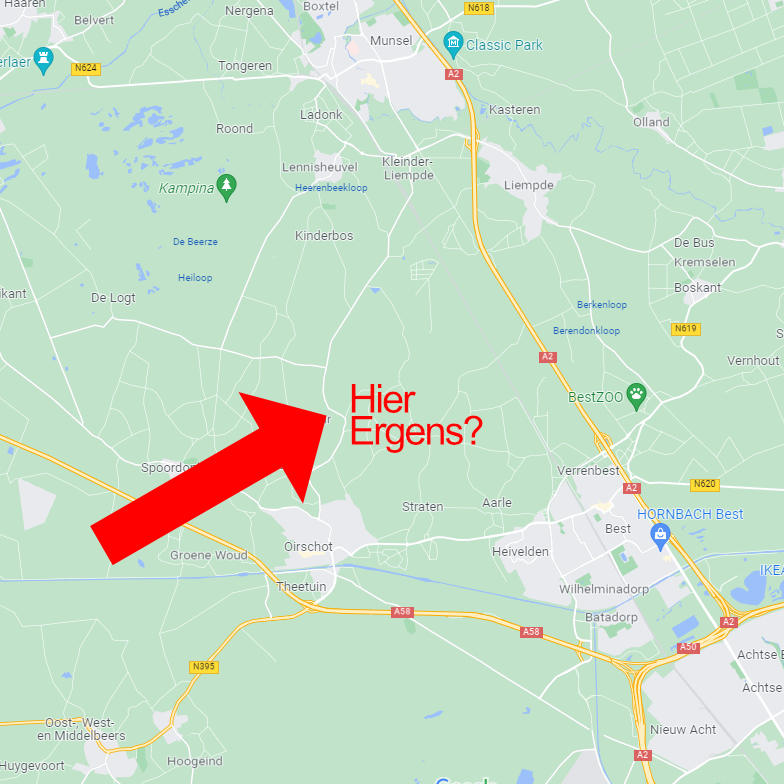 Haaren
Belvert
Nergena
Boxtel
N618
Munsel
Classic Park
erlaer
N624
Tongeren
A2
Kasteren
Olland
Ladonk
Roond
Lennisheuvel
Kleinder-
Liempde
Heerenbeekloop
Liempde
Kampina
Kinderbos
De Beerze
De Bus
Kremselen
Heiloop
Boskant
ikant
De Logt
Berkenloop
Berendonkloop
N619
A2
Vernhout
S
BestZOO
Hier
Ergens?
Verrenbest
A2
N620
Straten
Aarle
HORNBACH Best
Best
Oirschot
Heivelden
Groene Woud
IKEA
Theetuin
Wilhelminadorp
A58
Batadorp
A2
A58
A50
Achtse
N395
Achtse
Oost-, West-
en Middelbeers
Nieuw Acht
Huygevoort
Hoogeind
A2